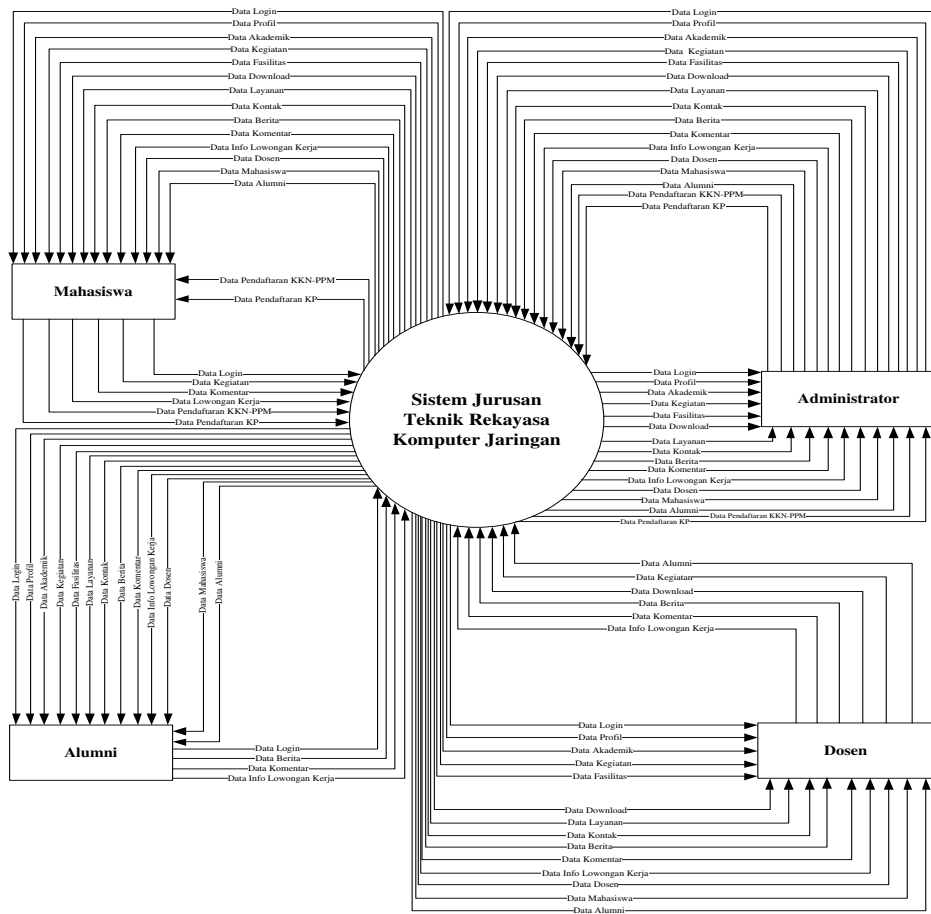 Data Login
Data Profil
Data Akademik
Data Kegiatan
Data Fasilitas
Data Download
Data Layanan
Data Kontak
Data Berita
Data Komentar
Data Info Lowongan Kerja
Data Dosen
Data Mahasiswa
Data Alumni
Data Pendaftaran KKN-PPM
Data Pendaftaran KP
Mahasiswa
Data Login
Data Kegiatan
Data Komentar
Data Lowongan Kerja
Data Pendaftaran KKN-PPM
Data Pendaftaran KP
Data Login
Data Profil
Data Akademik
Data Kegiatan
Data Fasilitas
Data Download
Data Layanan
Data Kontak
Data Berita
Data Komentar
Data Info Lowongan Kerja
Data Dosen
Data Mahasiswa
Data Alumni
Data Pendaftaran KKN-PPM
Data Pendaftaran KP
Sistem Jurusan
Teknik Rekayasa
Komputer Jaringan
Data Login
Data Profil
Data Akademik
Data Kegiatan
Data Fasilitas
Data Download
Data Layanan
Data Kontak
Data Berita
Data Komentar
Data Info Lowongan Kerja
Data Dosen
Data Mahasiswa
Data Alumni
Data Pendaftaran KKN-PPM
Data Pendaftaran KP
Administrator
Data Login
Data Profil
Data Akademik
Data Kegiatan
Data Fasilitas
Data Layanan
Data Kontak
Data Berita
Data Komentar
Data Info Lowongan Kerja
Data Dosen
Data Mahasiswa
Data Alumni
Alumni
Data Login
Data Berita
Data Komentar
Data Info Lowongan Kerja
Data Alumni
Data Kegiatan
Data Download
Data Berita
Data Komentar
Data Info Lowongan Kerja
Data Login
Data Profil
Data Akademik
Data Kegiatan
Data Fasilitas
Dosen
Data Download
Data Layanan
Data Kontak
Data Berita
Data Komentar
Data Info Lowongan Kerja
Data Dosen
Data Mahasiswa
Data Alumni